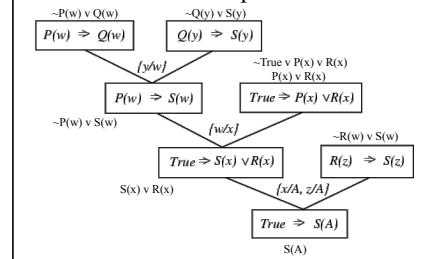 ~P(w) v Q(w)
~Q(y) v S(y)
P(w) ⇒ Q(w)
Q(y) ⇒ S(y)
~True v P(x) v R(x)
{y/w}
P(x) v R(x)
P(w) ⇒ S(w)
True ⇒ P(x) ∨R(x)
~P(w) v S(w)
{w/x}
~R(w) v S(w)
True ⇒ S(x) ∨R(x)
R(z) ⇒ S(z)
S(x) v R(x)
{x/A, z/A}
True ⇒ S(A)
S(A)